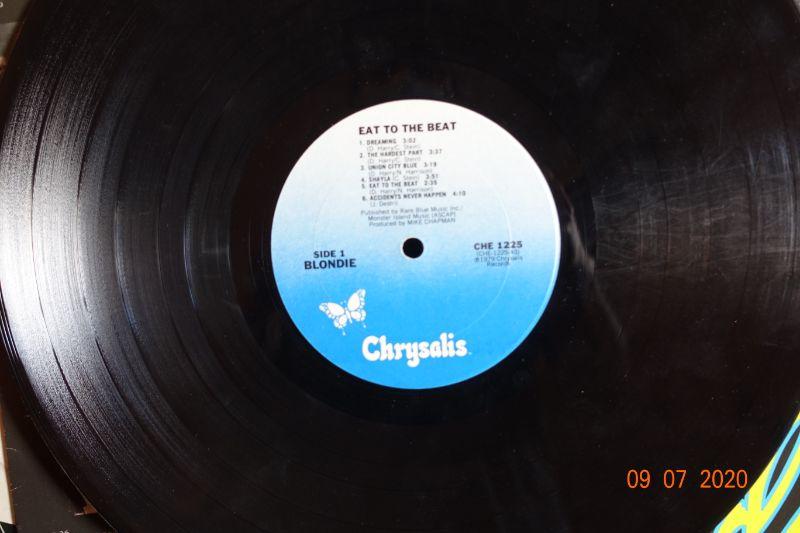 EAT TO THE BEAT
1. DREAMING 3:02
(D. Harry/C. Stein)
2. THE HARDEST PART 3:37
(D. Harry/C. Stein)
3. UNION CITY BLUE 3:19
(D. Harry/N. Harrison)
4. SHAYLA (C. Stein) 3:51
5. EAT TO THE BEAT 2:35
(D. Harry/N. Harrison)
6. ACCIDENTS NEVER HAPPEN 4:10
(J. Destri)
Published by Rare Blue Music Inc./
Monster Island Music (ASCAP)
Produced by MIKE CHAPMAN
SIDE 1
BLONDIE
CHE 1225
℗1979 Chrysalis
Records
Chrysalis
09 07 2020